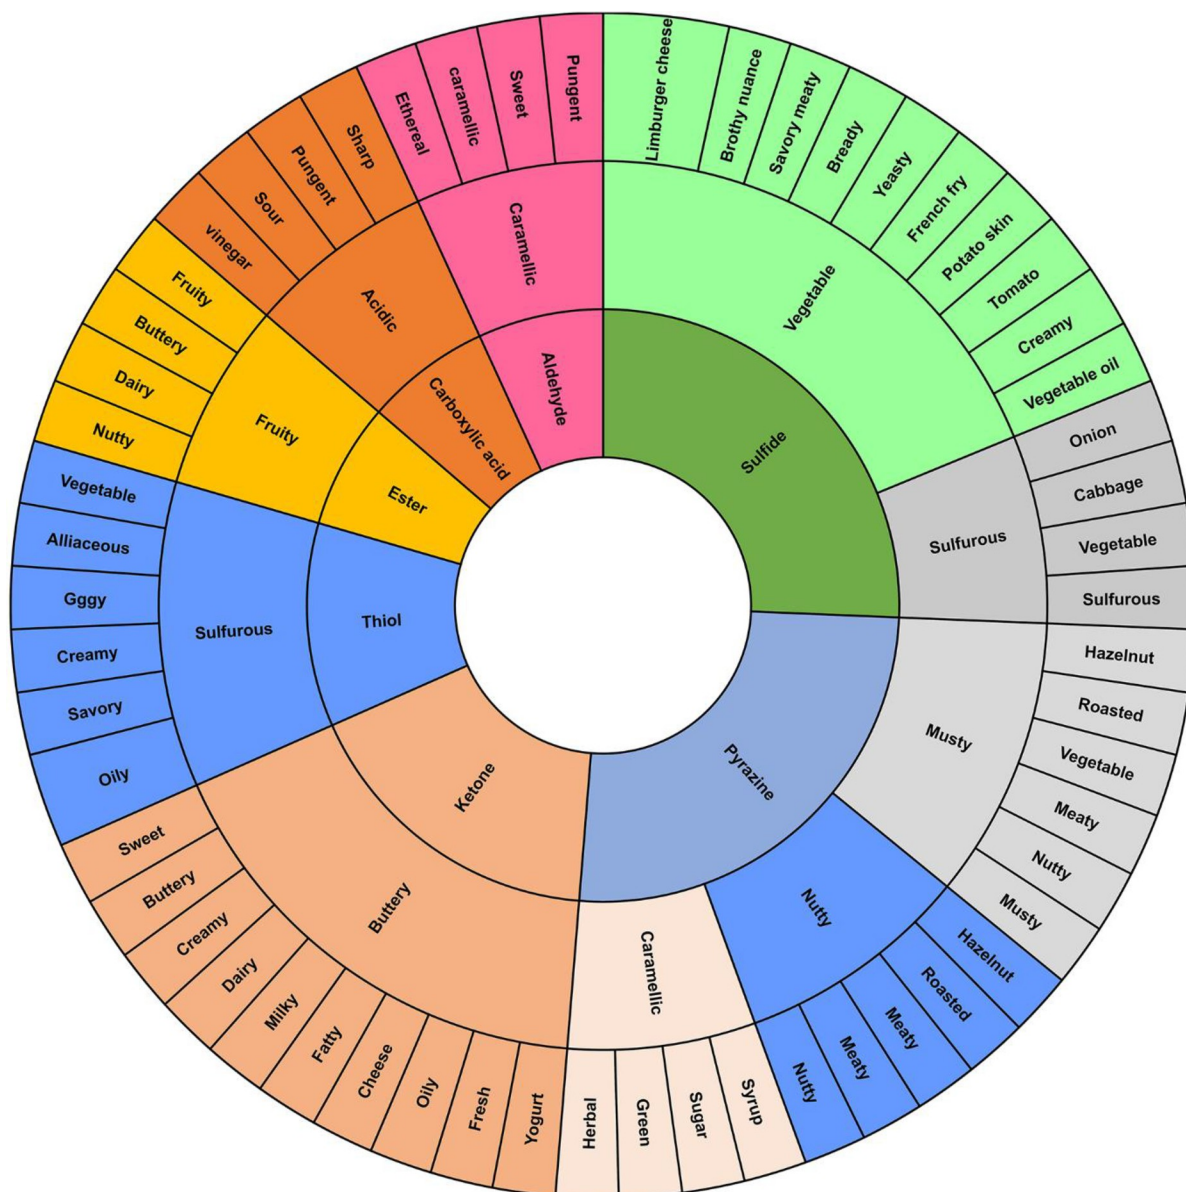 Sulfide
Pyrazine
Ketone
Thiol
Ester
Carboxylic acid
Aldehyde
Vegetable
Sulfurous
Musty
Nutty
Caramellic
Buttery
Sulfurous
Fruity
Acidic
Caramellic
Limburger cheese
Brothy nuance
Savory meaty
Bready
Yeasty
French fry
Potato skin
Tomato
Creamy
Vegetable oil
Onion
Cabbage
Vegetable
Sulfurous
Hazelnut
Roasted
Vegetable
Meaty
Nutty
Musty
Hazelnut
Roasted
Meaty
Meaty
Nutty
Syrup
Sugar
Green
Herbal
Yogurt
Fresh
Oily
Cheese
Fatty
Milky
Dairy
Creamy
Buttery
Sweet
Oily
Savory
Creamy
Gggy
Alliaceous
Vegetable
Nutty
Dairy
Buttery
Fruity
vinegar
Sour
Pungent
Sharp
Ethereal
caramellic
Sweet
Pungent